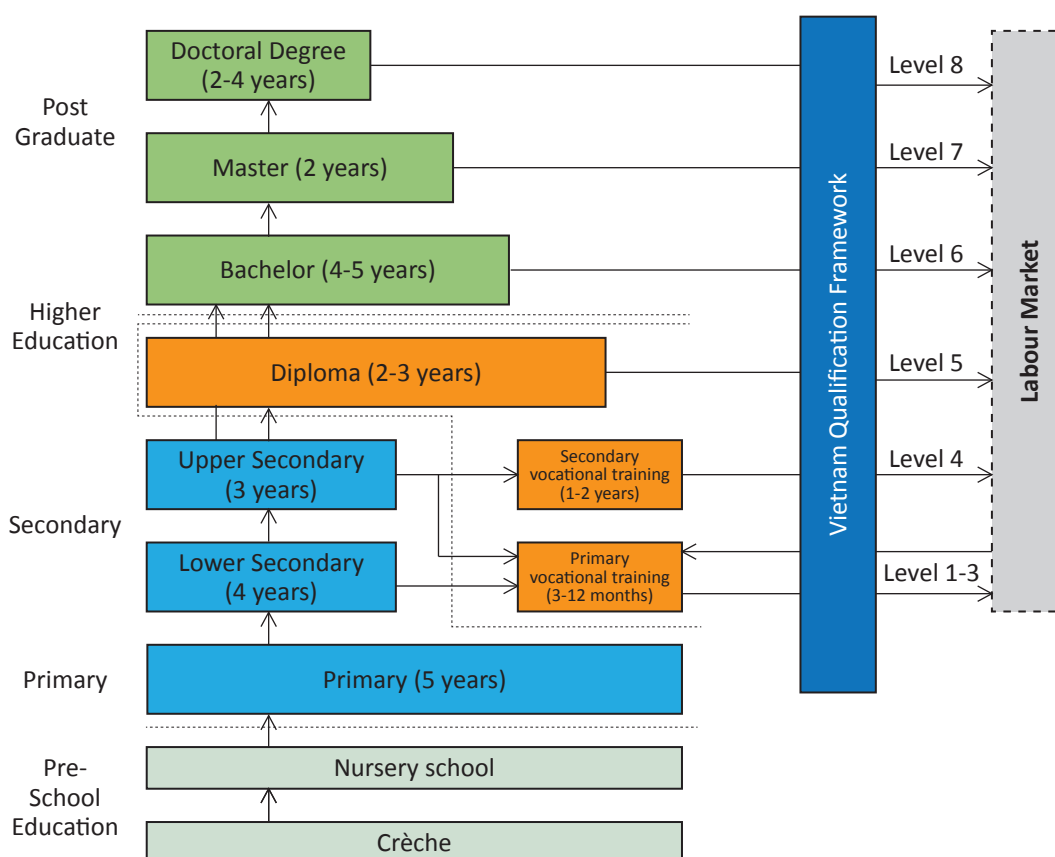 Doctoral Degree
(2-4 years)
Level 8
Post
Graduate
Master (2 years)
Level 7
Bachelor (4-5 years)
Level 6
Higher
Education
Diploma (2-3 years)
Level 5
Upper Secondary
(3 years)
Secondary
vocational training
(1-2 years)
Level 4
Secondary
Lower Secondary
(4 years)
Primary
vocational training
(3-12 months)
Level 1-3
Primary
Primary (5 years)
Nursery school
Pre-
School
Education
Crèche
Vietnam Qualification Framework
Labour Market